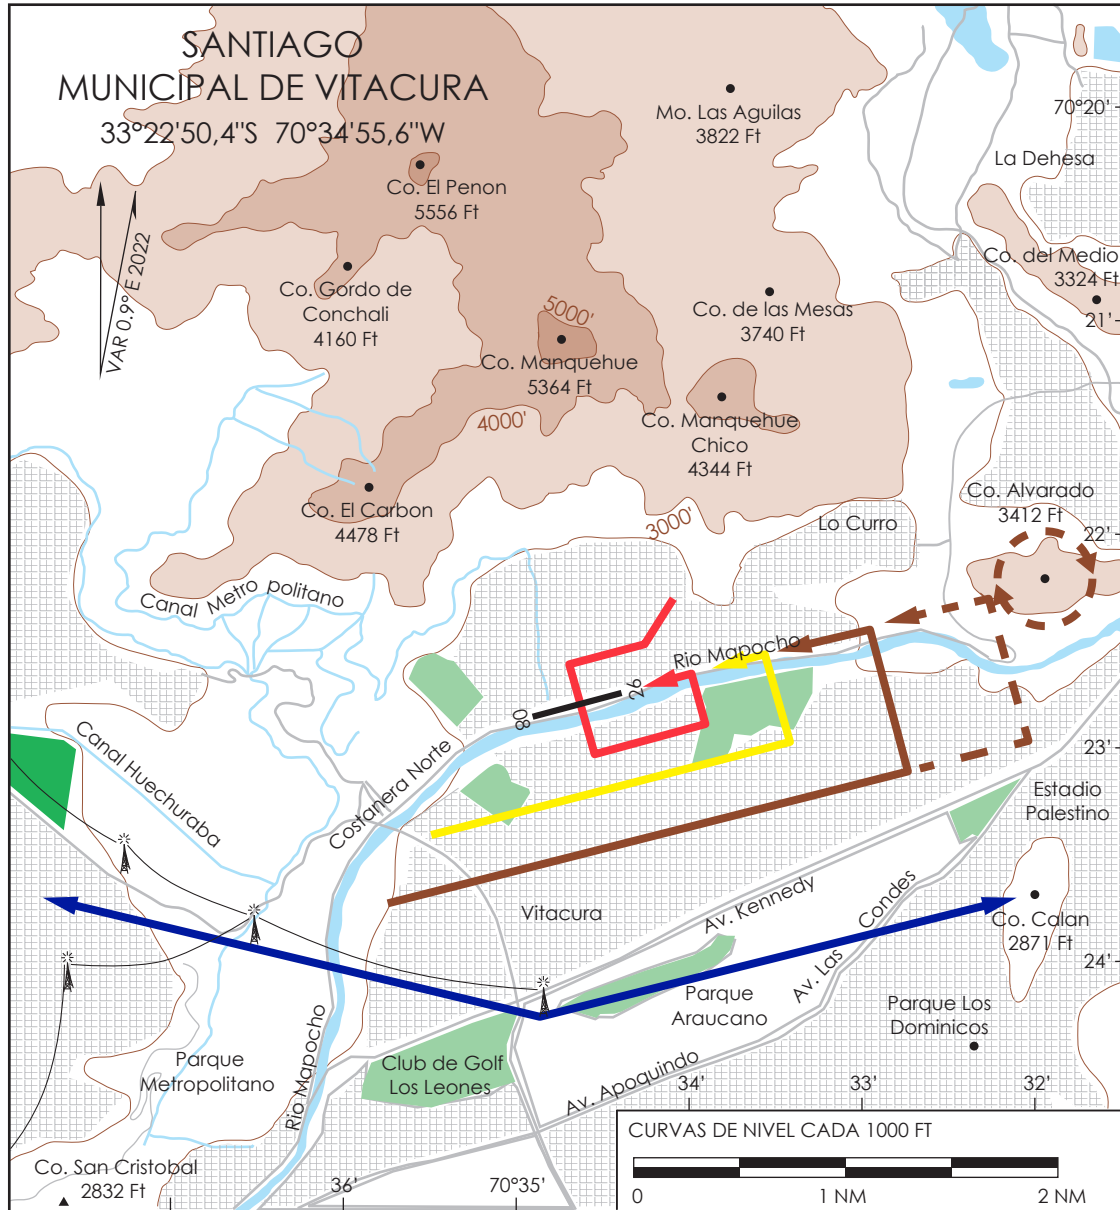 SANTIAGO
MUNICIPAL DE VITACURA
33°22'50,4"S 70°34'55,6"W
VAR 0.9° E 2022
Mo. Las Aguilas
3822 Ft
70°20'
La Dehesa
Co. El Penon
5556 Ft
Co. del Medio
3324 Ft
21'
Co. Gordo de
Conchali
4160 Ft
5000'
Co. de las Mesas
3740 Ft
Co. Manquehue
5364 Ft
4000'
Co. Manquehue
Chico
4344 Ft
Co. El Carbon
4478 Ft
3000'
Lo Curro
Co. Alvarado
3412 Ft
22'
Canal Metro politano
Rio Mapocho
26
08
23'
Canal Huechuraba
Costanera Norte
Estadio
Palestino
Vitacura
Av. Kennedy
Av. Las Condes
Co. Calan
2871 Ft
24'
Parque
Araucano
Parque Los
Dominicos
Parque
Metropolitano
Rio Mapocho
Club de Golf
Los Leones
Av. Apoquindo
34'
33'
32'
CURVAS DE NIVEL CADA 1000 FT
0
1 NM
2 NM
Co. San Cristobal
2832 Ft
36'
70°35'